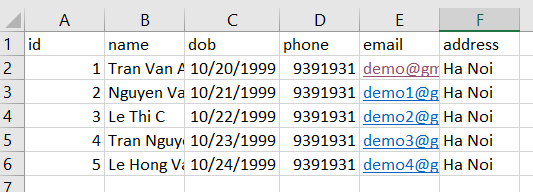 A B C D E F
1 id name dob phone email address
2 1 Tran Van A 10/20/1999 9391931 demo@gm Ha Noi
3 2 Nguyen Va 10/21/1999 9391931 demo1@g Ha Noi
4 3 Le Thi C 10/22/1999 9391931 demo2@g Ha Noi
5 4 Tran Nguy 10/23/1999 9391931 demo3@g Ha Noi
6 5 Le Hong Va 10/24/1999 9391931 demo4@g Ha Noi
7